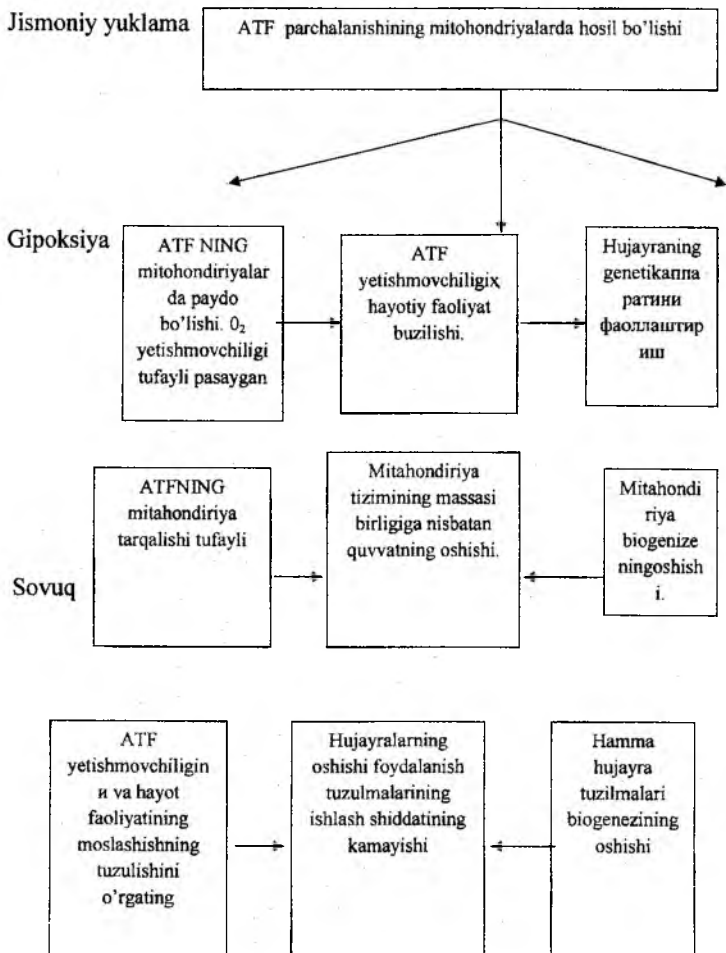 Jismoniy yuklama
ATF parchalanishining mitohondriyalarda hosil bo'lishi
Gipoksiya
ATF NING
mitohondiriyalar
da paydo
bo'lishi. 0₂
yetishmovchiligi
tufayli pasaygan
ATF
yetishmovchiligix
hayotiy faoliyat
buzilishi.
Hujayraning
genetikаппа
ратини
фаоллаштир
иш
Sovuq
ATFNING
mitahondiriya
tarqalishi tufayli
Mitahondiriya
tizimining massasi
birligiga nisbatan
quvvatning oshishi.
Mitahondi
riya
biogenize
ningoshish
i.
ATF
yetishmovchiligin
и va hayot
faoliyatining
moslashishning
tuzulishini
o'rgating
Hujayralarning
oshishi foydalanish
tuzulmalarining
ishlash shiddatining
kamayishi
Hamma
hujayra
tuzilmalari
biogenezining
oshishi